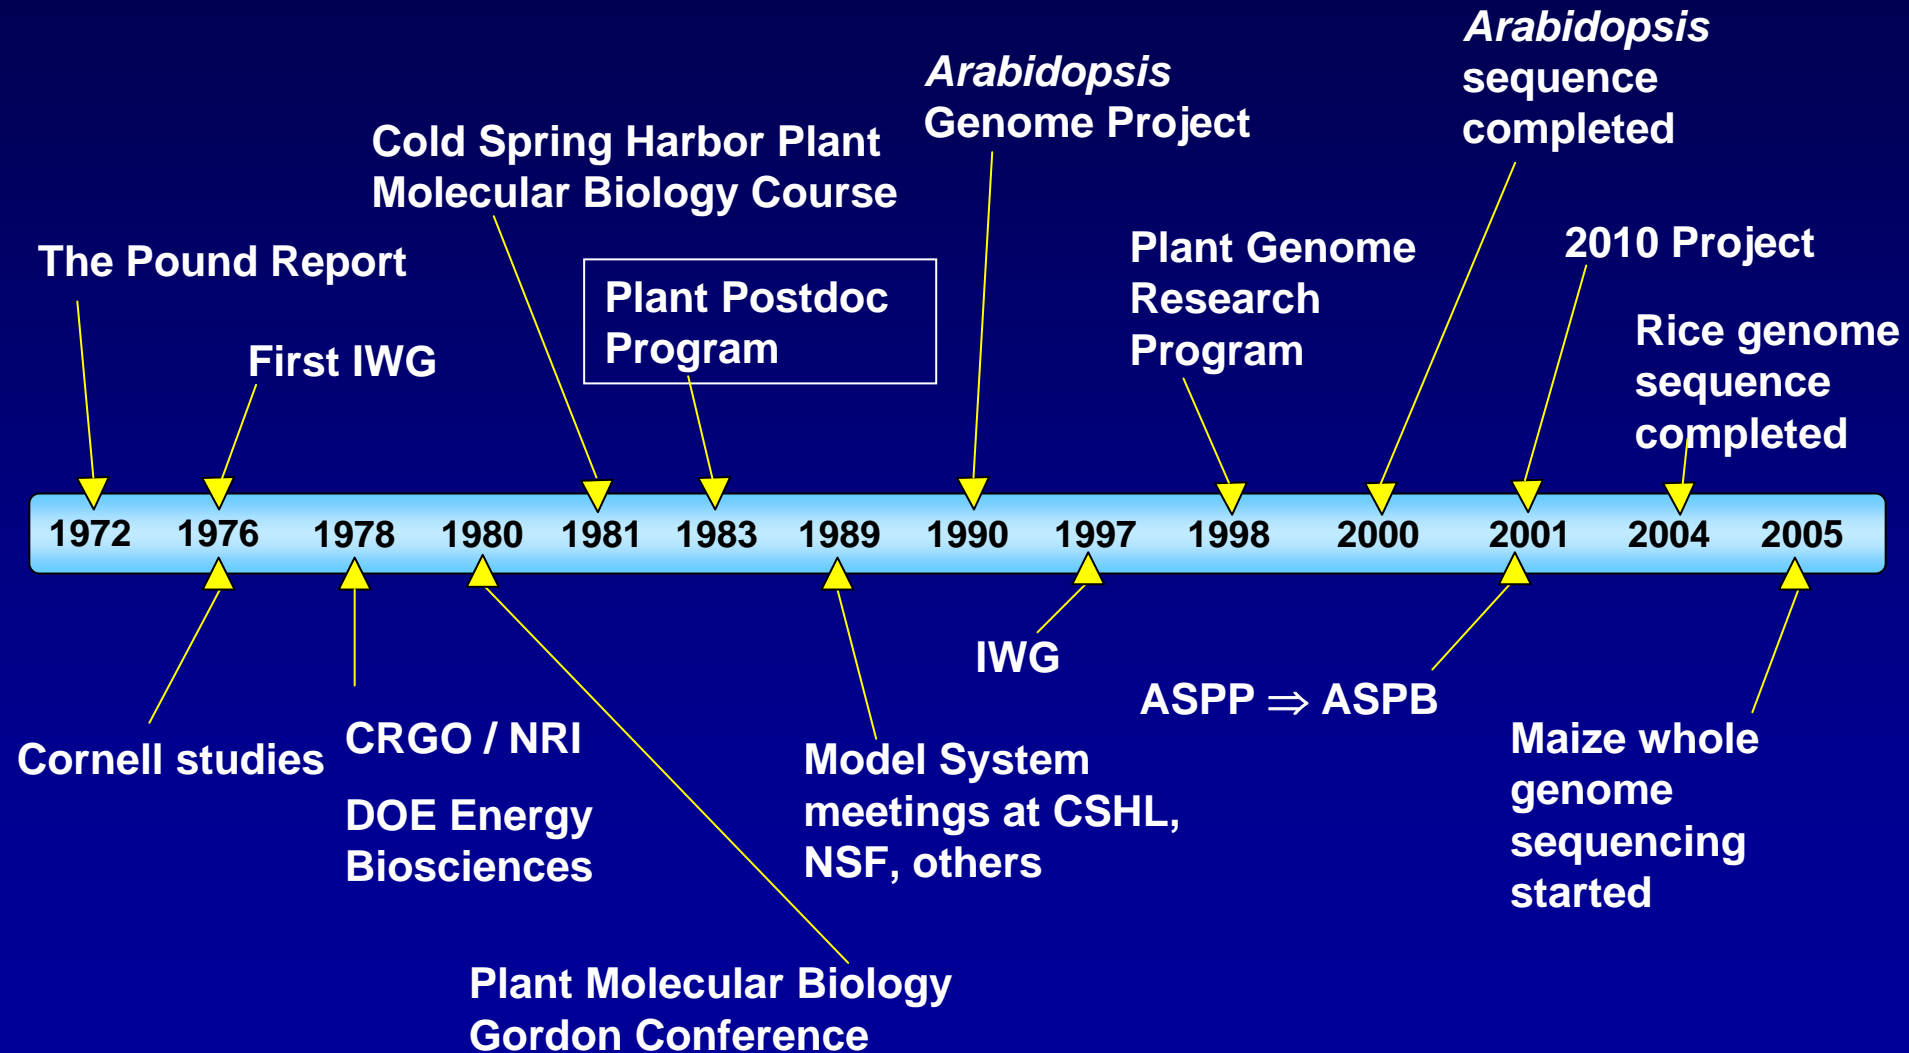 Arabidopsis
sequence
completed
Arabidopsis
Genome Project
Cold Spring Harbor Plant
Molecular Biology Course
The Pound Report
First IWG
Plant Postdoc
Program
Plant Genome
Research
Program
2010 Project
Rice genome
sequence
completed
1972 1976 1978 1980 1981 1983 1989 1990 1997 1998 2000 2001 2004 2005
Cornell studies
CRGO / NRI
DOE Energy
Biosciences
Plant Molecular Biology
Gordon Conference
Model System
meetings at CSHL,
NSF, others
IWG
ASPP ⇒ ASPB
Maize whole
genome
sequencing
started